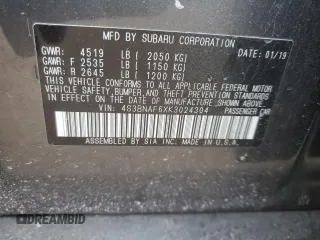 MFD BY SUBARU CORPORATION
GVWR: 4519 LB ( 2050 KG) DATE: 01/19
GAWR: F 2535 LB ( 1150 KG)
GAWR: R 2645 LB ( 1200 KG)
THIS VEHICLE CONFORMS TO ALL APPLICABLE FEDERAL MOTOR
VEHICLE SAFETY, BUMPER, AND THEFT PREVENTION STANDARDS
IN EFFECT ON THE DATE OF MANUFACTURE SHOWN ABOVE.
VIN: 4S3BNAF6XK3024304 PASSENGER CAR
ASSEMBLED BY SIA INC. MADE IN U.S.A.
© iDREAMBID